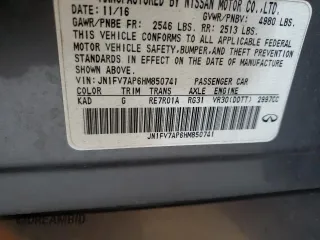 MANUFACTURED BY NISSAN MOTOR CO.,LTD.
DATE: 11/16 GVWR/PNBV: 4980 LBS.
GAWR/PNBE FR: 2546 LBS. RR: 2513 LBS.
THIS VEHICLE CONFORMS TO ALL APPLICABLE
FEDERAL MOTOR VEHICLE
SAFETY,BUMPER,AND THEFT PREVENTION
STANDARDS IN EFFECT ON THE DATE OF
MANUFACTURE SHOWN ABOVE.
VIN: JN1FV7AP6HM850741 PASSENGER CAR
COLOR TRIM TRANS AXLE ENGINE
KAD G RE7R01A RG31 VR30(DDTT) 2997CC
JN1FV7AP6HM850741